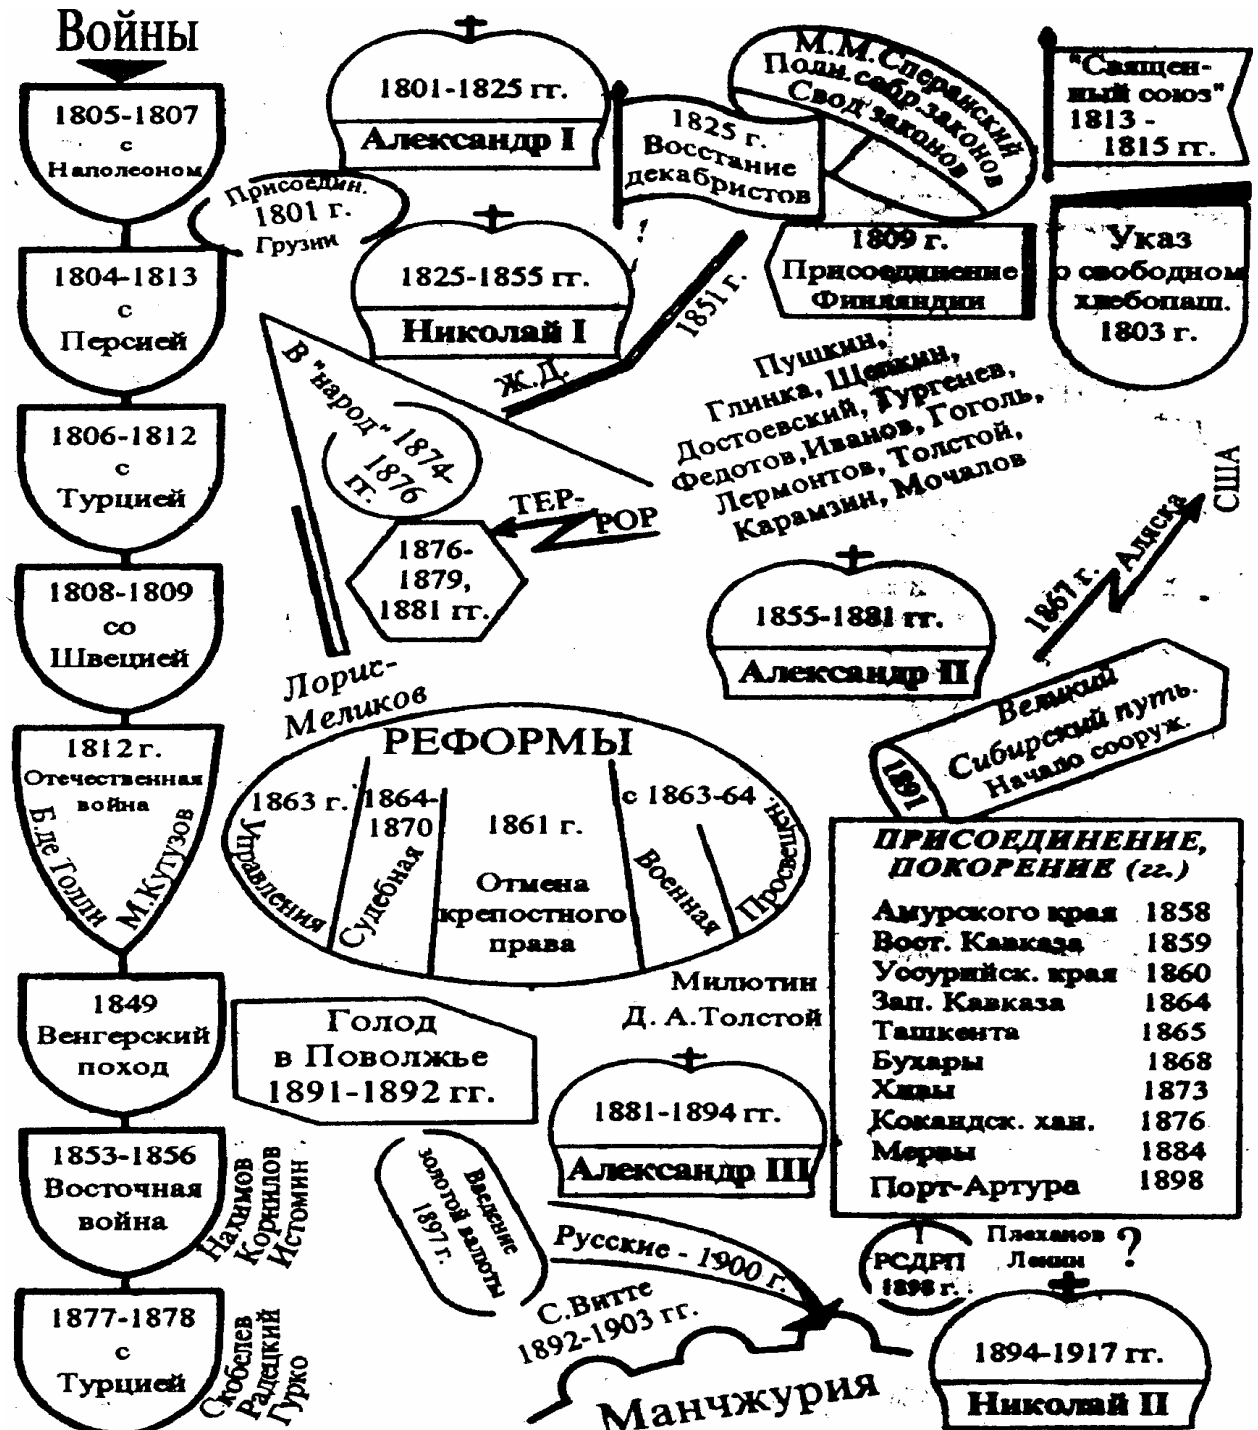 Войны
1805-1807
с
Наполеоном
1804-1813
с
Персией
1806-1812
с
Турцией
1808-1809
со
Швецией
1812 г.
Отечественная
война
Б.де Толли
М.Кутузов
1849
Венгерский
поход
1853-1856
Восточная
война
Нахимов
Корнилов
Истомин
1877-1878
с
Турцией
Скобелев
Радецкий
Гурко
1801-1825 гг.
Александр I
Присоедин.
1801 г.
Грузии
1825-1855 гг.
Николай I
1825 г.
Восстание
декабристов
М.М.Сперанский
Полн.собр.законов
Свод законов
"Священ-
ный союз"
1813 -
1815 гг.
1809 г.
Присоединение
Финляндии
Указ
о свободном
хлебопаш.
1803 г.
Ж.Д.
1851 г.
В "народ" 1874-
1876
гг.
ТЕР-
РОР
1876-
1879,
1881 гг.
Пушкин,
Глинка, Щепкин,
Достоевский, Тургенев,
Федотов,Иванов, Гоголь,
Лермонтов, Толстой,
Карамзин, Мочалов
1867 г. Аляска
США
1855-1881 гг.
Александр II
Лорис-
Меликов
РЕФОРМЫ
1863 г.
Управления
1864-
1870
Судебная
1861 г.
Отмена
крепостного
права
с 1863-64
Военная
Просвещен.
Милютин
Д. А.Толстой
1891
Великий
Сибирский путь.
Начало сооруж.
ПРИСОЕДИНЕНИЕ,
ПОКОРЕНИЕ (гг.)
Амурского края 1858
Вост. Кавказа 1859
Уссурийск. края 1860
Зап. Кавказа 1864
Ташкента 1865
Бухары 1868
Хивы 1873
Кокандск. хан. 1876
Мервы 1884
Порт-Артура 1898
Голод
в Поволжье
1891-1892 гг.
1881-1894 гг.
Александр III
Введение
золотой валюты
1897 г.
Русские - 1900 г.
С.Витте
1892-1903 гг.
Манчжурия
I
РСДРП
1898 г.
Плеханов
Ленин ?
1894-1917 гг.
Николай II